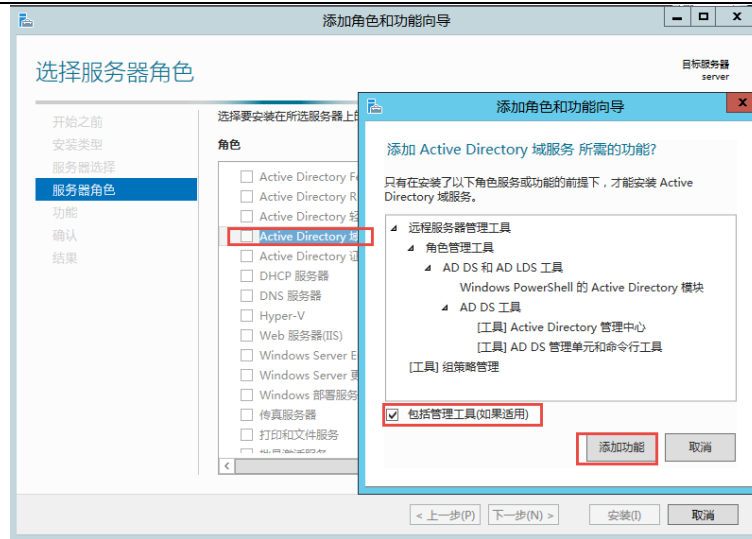 添加角色和功能向导
选择服务器角色
目标服务器
server
开始之前
安装类型
服务器选择
服务器角色
功能
确认
结果
选择要安装在所选服务器上
角色
Active Directory
Active Directory
Active Directory
Active Directory
Active Directory
DHCP 服务器
DNS 服务器
Hyper-V
Web 服务器(IIS)
Windows Server
Windows Server
Windows 部署服务
传真服务器
打印和文件服务
添加角色和功能向导
添加 Active Directory 域服务 所需的功能?
只有在安装了以下角色服务或功能的前提下，才能安装 Active
Directory 域服务。
远程服务器管理工具
角色管理工具
AD DS 和 AD LDS 工具
Windows PowerShell 的 Active Directory 模块
AD DS 工具
[工具] Active Directory 管理中心
[工具] AD DS 管理单元和命令行工具
[工具] 组策略管理
包括管理工具(如果适用)
添加功能 取消
< 上一步(P) 下一步(N) > 安装(I) 取消